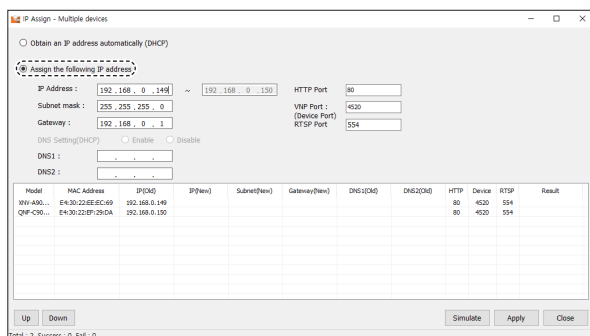 IP Assign - Multiple devices
Obtain an IP address automatically (DHCP)
Assign the following IP address
IP Address : 192 . 168 . 0 . 149 ~ 192 . 168 . 0 . 150 HTTP Port 80
Subnet mask : 255 . 255 . 255 . 0 VNP Port : 4520
(Device Port)
Gateway : 192 . 168 . 0 . 1 RTSP Port 554
DNS Setting(DHCP) Enable Disable
DNS1 : . . .
DNS2 : . . .
Model MAC Address IP(Old) IP(New) Subnet(New) Gateway(New) DNS1(Old) DNS2(Old) HTTP Device RTSP Result
XNV-A90... E4:30:22:EE:EC:69 192.168.0.149 80 4520 554
QNF-C90... E4:30:22:EF:29:DA 192.168.0.150 80 4520 554
Up Down Simulate Apply Close
Total : 2, Success : 0, Fail : 0